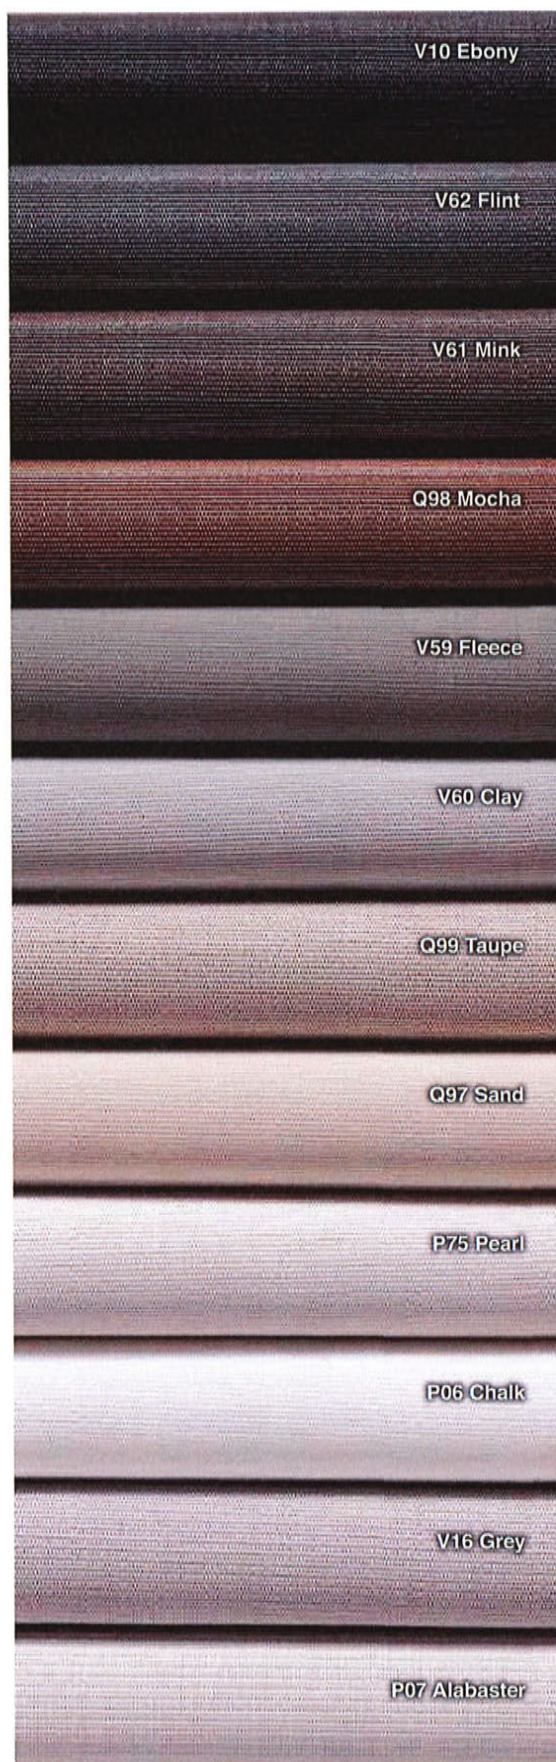 V10 Ebony
V62 Flint
V61 Mink
Q98 Mocha
V59 Fleece
V60 Clay
Q99 Taupe
Q97 Sand
P75 Pearl
P06 Chalk
V16 Grey
P07 Alabaster